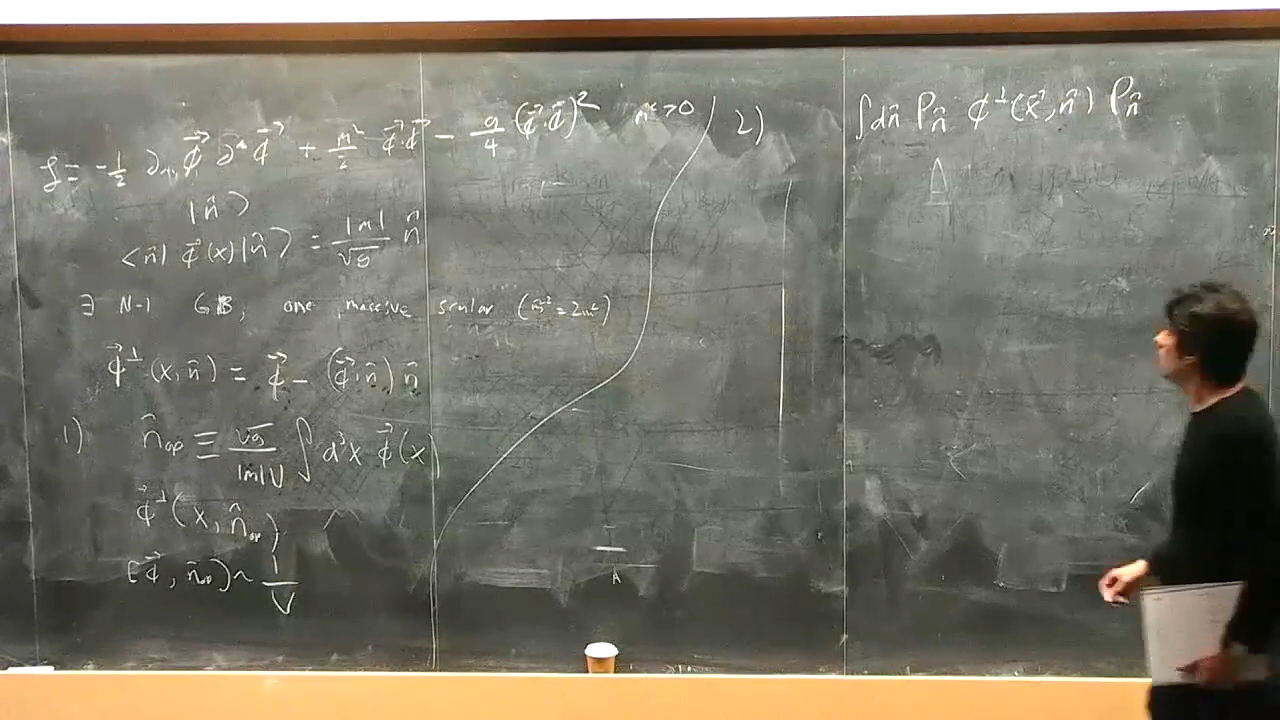 ℒ = -½ ∂_μ φ⃗ ∂^μ φ⃗ + m²/2 φ⃗·φ⃗ - g/4 (φ⃗·φ⃗)² m² > 0
|n̂⟩
⟨n̂| φ⃗(x) |n̂⟩ = |m|/√g n̂
∃ N-1 GB, one massive scalar (m̃² = 2m²)
φ⃗^⊥(x, n̂) = φ⃗ - (φ⃗·n̂) n̂
1) n̂_op ≡ √g/(|m|V) ∫ d³x φ⃗(x)
φ⃗^⊥(x, n̂_op)
[φ⃗, n̂_op] ~ 1/V
2)
∫ dn̂ P_n̂ φ^⊥(x⃗, n̂) P_n̂